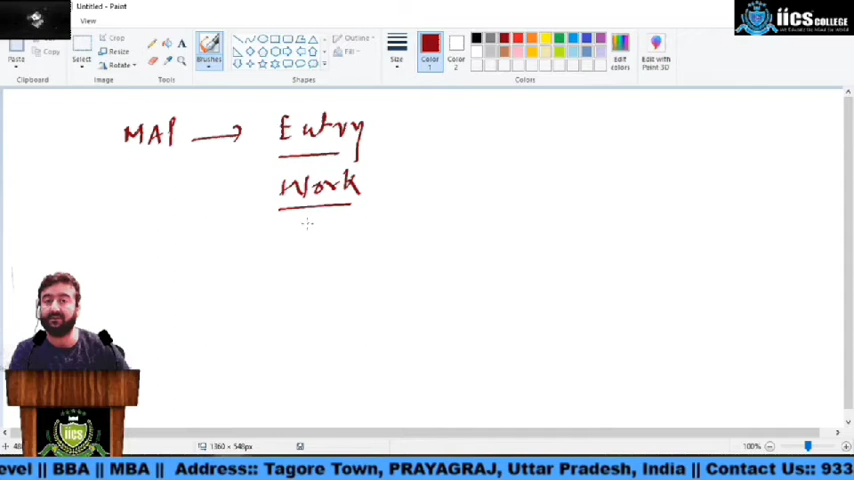 Untitled - Paint
View
Paste
Copy
Clipboard
Select
Crop
Resize
Rotate
Image
A
Tools
Brushes
Outline
Fill
Shapes
Size
Color 1
Color 2
Colors
Edit colors
Edit with Paint 3D
iics COLLEGE
MAP → Entry
Work
iics
1360 × 548px
100%
evel || BBA || MBA || Address:: Tagore Town, PRAYAGRAJ, Uttar Pradesh, India || Contact Us:: 933